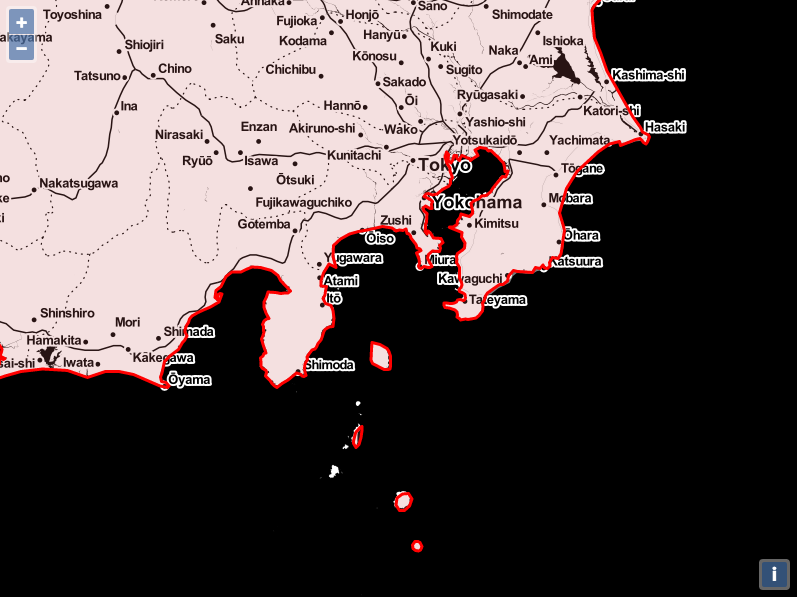 Annaka
Sano
Toyoshina
Fujioka
Honjō
Shimodate
+
Kodama
Hanyū
Ishioka
Saku
Shiojiri
Kōnosu
Kuki
Naka
'Ami
−
Tatsuno
Chino
Chichibu
Sugito
Kashima-shi
Sakado
Ina
Hannō
Ōi
Ryūgasaki
Katori-shi
Nirasaki
Enzan
Akiruno-shi
Wako
Yashio-shi
Hasaki
Ryūō
Isawa
Kunitachi
Yotsukaidō
Yachimata
Tokyo
Tōgane
Nakatsugawa
Ōtsuki
Fujikawaguchiko
Yokohama
Mobara
Gotemba
Zushi
Kimitsu
Oiso
Ōhara
Yugawara
Miura
Katsuura
Atami
Kawaguchi
Itō
Tateyama
Shinshiro
Mori
Shimada
Hamakita
Kakegawa
sai-shi
Iwata
Ōyama
Shimoda
i